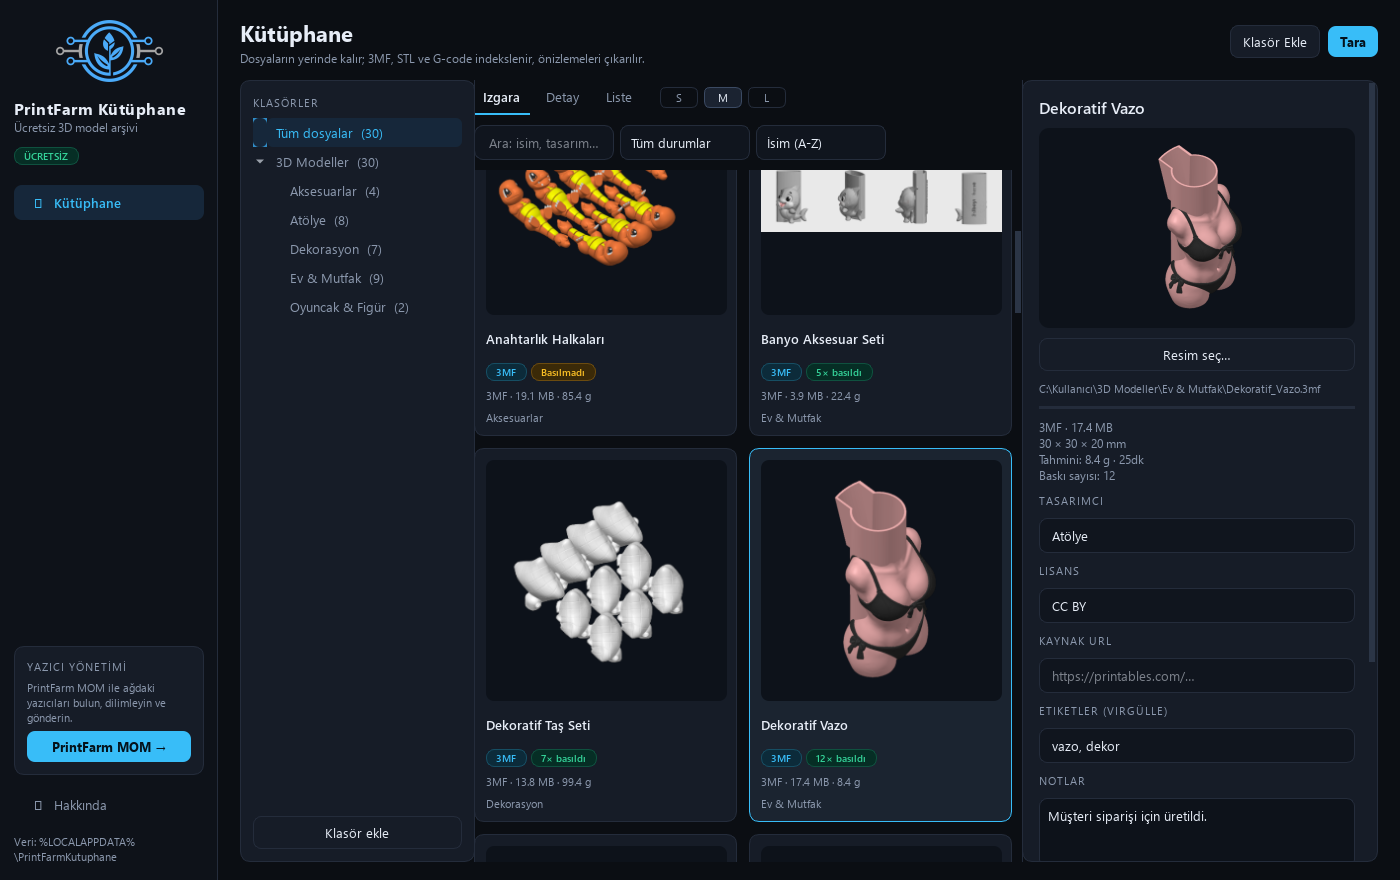 PrintFarm Kütüphane
Ücretsiz 3D model arşivi
ÜCRETSİZ
Kütüphane
YAZICI YÖNETİMİ
PrintFarm MOM ile ağdaki
yazıcıları bulun, dilimleyin ve
gönderin.
PrintFarm MOM →
Hakkında
Veri: %LOCALAPPDATA%
\PrintFarmKutuphane
Kütüphane
Dosyaların yerinde kalır; 3MF, STL ve G-code indekslenir, önizlemeleri çıkarılır.
Klasör Ekle
Tara
KLASÖRLER
Tüm dosyalar (30)
3D Modeller (30)
Aksesuarlar (4)
Atölye (8)
Dekorasyon (7)
Ev & Mutfak (9)
Oyuncak & Figür (2)
Klasör ekle
Izgara Detay Liste S M L
Ara: isim, tasarım... Tüm durumlar İsim (A-Z)
Anahtarlık Halkaları
3MF Basılmadı
3MF · 19.1 MB · 85.4 g
Aksesuarlar
Banyo Aksesuar Seti
3MF 5× basıldı
3MF · 3.9 MB · 22.4 g
Ev & Mutfak
Dekoratif Taş Seti
3MF 7× basıldı
3MF · 13.8 MB · 99.4 g
Dekorasyon
Dekoratif Vazo
3MF 12× basıldı
3MF · 17.4 MB · 8.4 g
Ev & Mutfak
Dekoratif Vazo
Resim seç...
C:\Kullanıcı\3D Modeller\Ev & Mutfak\Dekoratif_Vazo.3mf
3MF · 17.4 MB
30 × 30 × 20 mm
Tahmini: 8.4 g · 25dk
Baskı sayısı: 12
TASARIMCI
Atölye
LISANS
CC BY
KAYNAK URL
https://printables.com/...
ETIKETLER (VIRGÜLLE)
vazo, dekor
NOTLAR
Müşteri siparişi için üretildi.